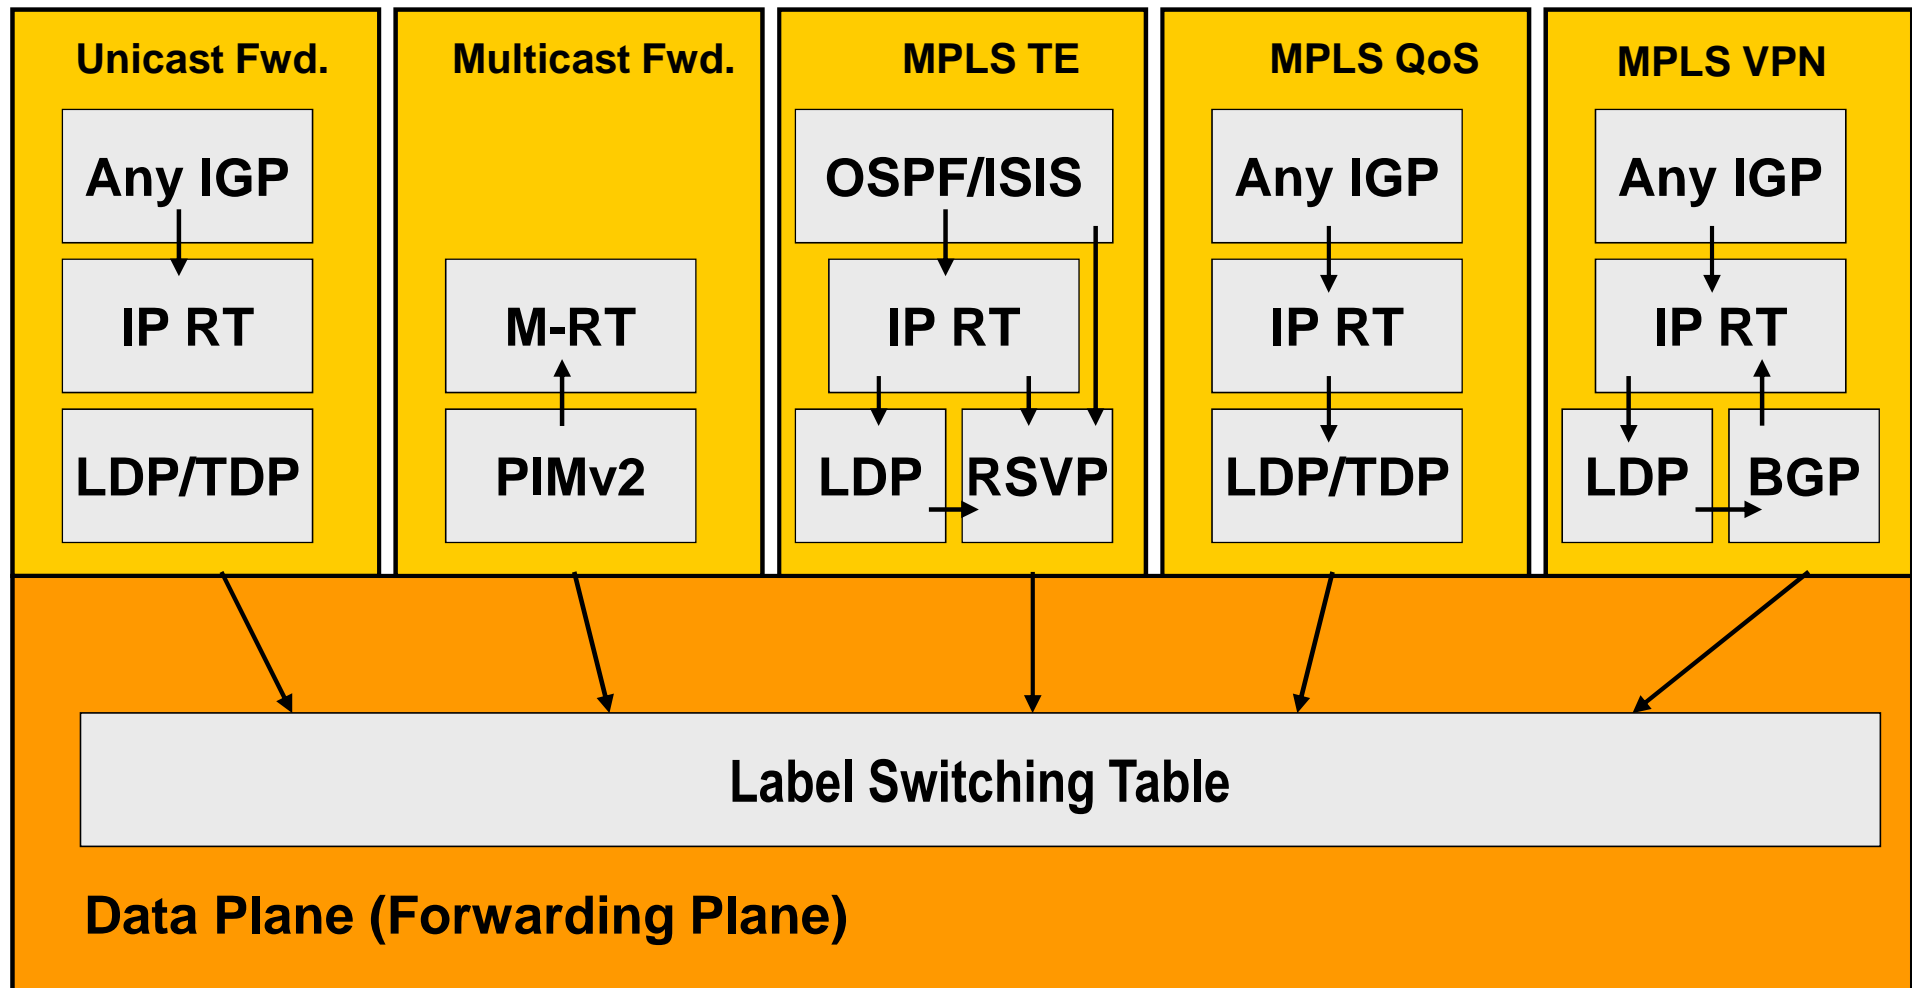 Unicast Fwd.
Any IGP
IP RT
LDP/TDP
Multicast Fwd.
M-RT
PIMv2
MPLS TE
OSPF/ISIS
IP RT
LDP
RSVP
MPLS QoS
Any IGP
IP RT
LDP/TDP
MPLS VPN
Any IGP
IP RT
LDP
BGP
Label Switching Table
Data Plane (Forwarding Plane)